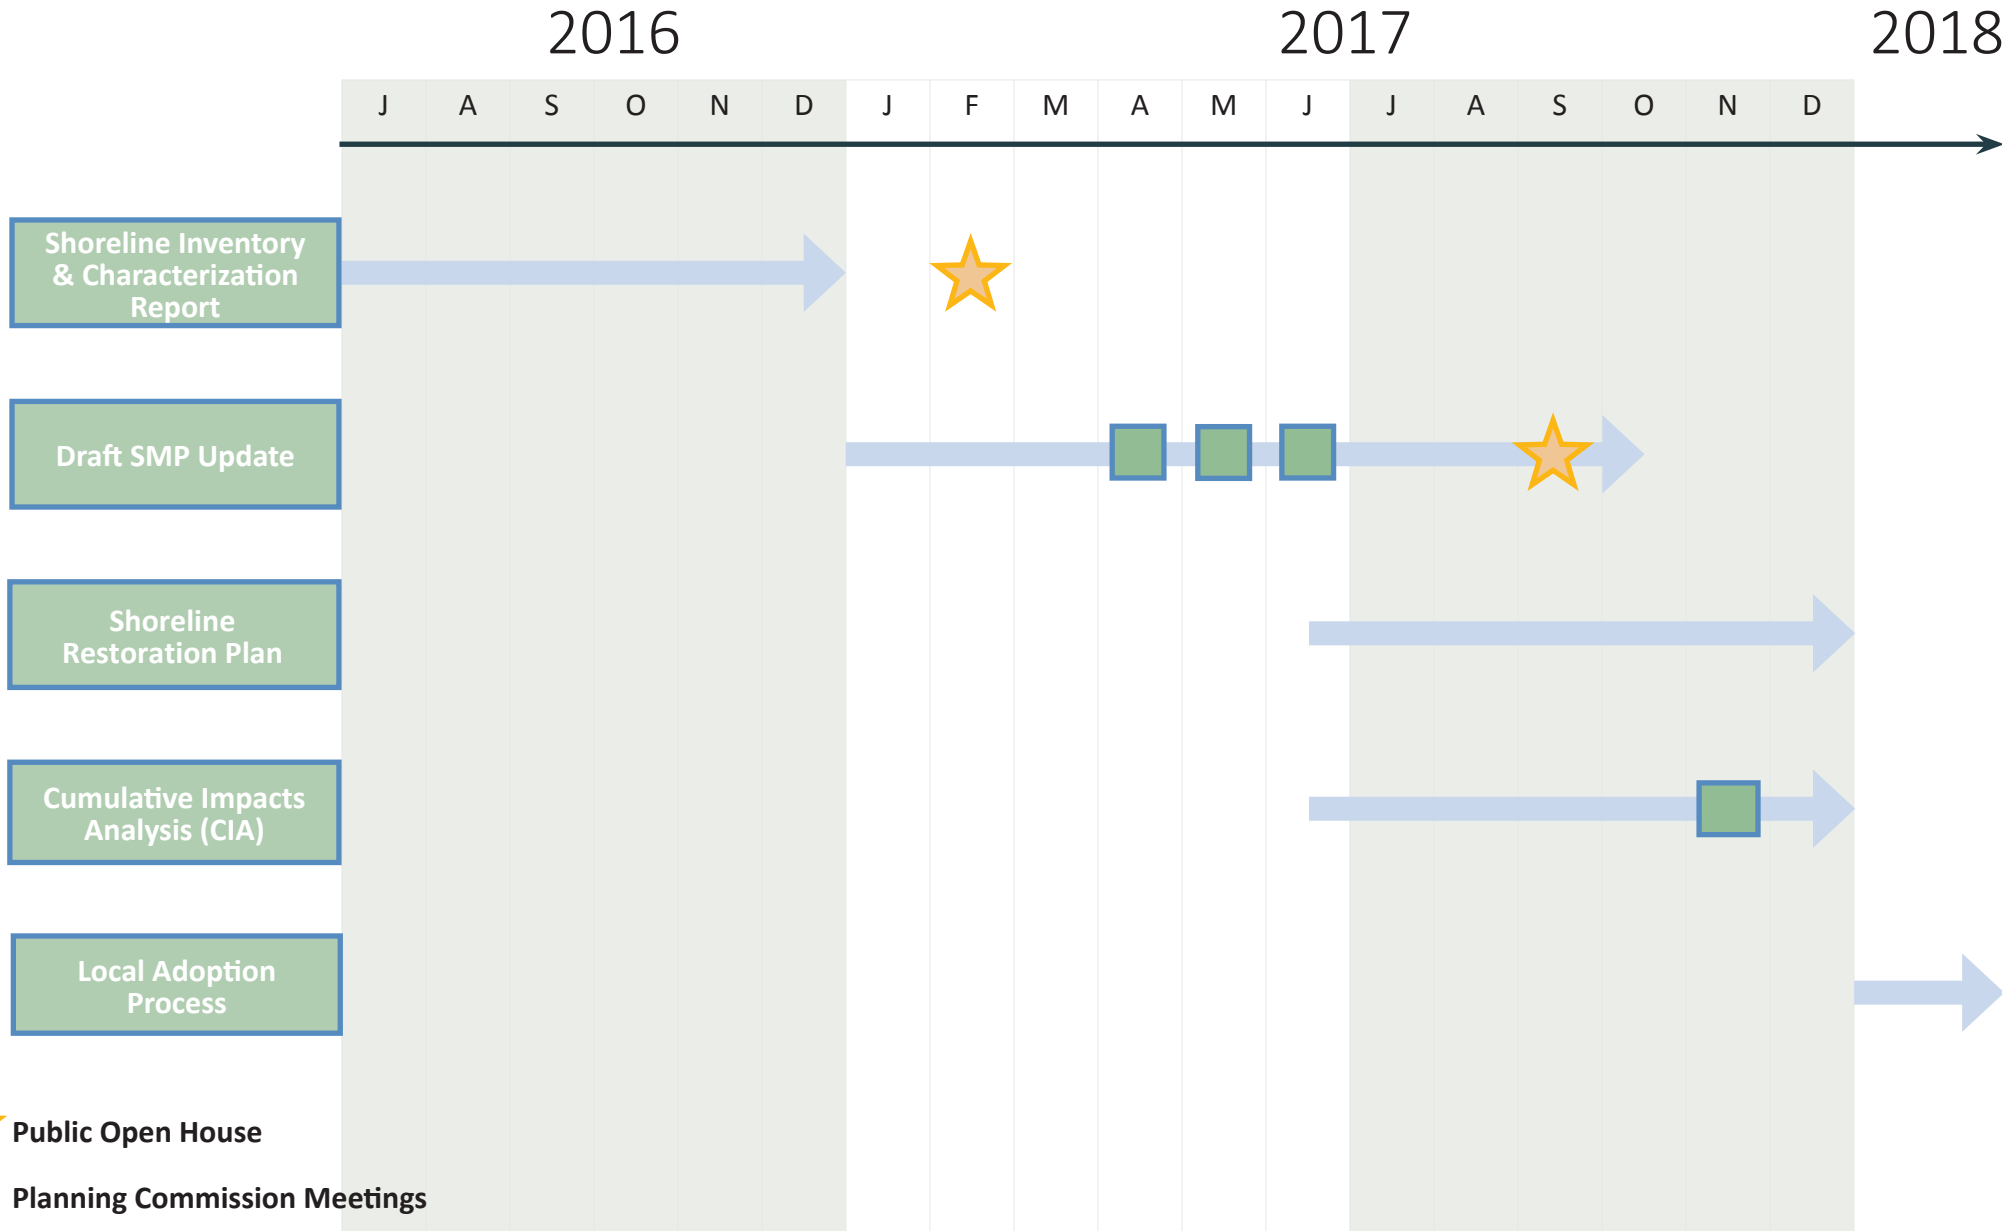 2016 2017 2018
J A S O N D J F M A M J J A S O N D
Shoreline Inventory
& Characterization
Report
Draft SMP Update
Shoreline
Restoration Plan
Cumulative Impacts
Analysis (CIA)
Local Adoption
Process
Public Open House
Planning Commission Meetings